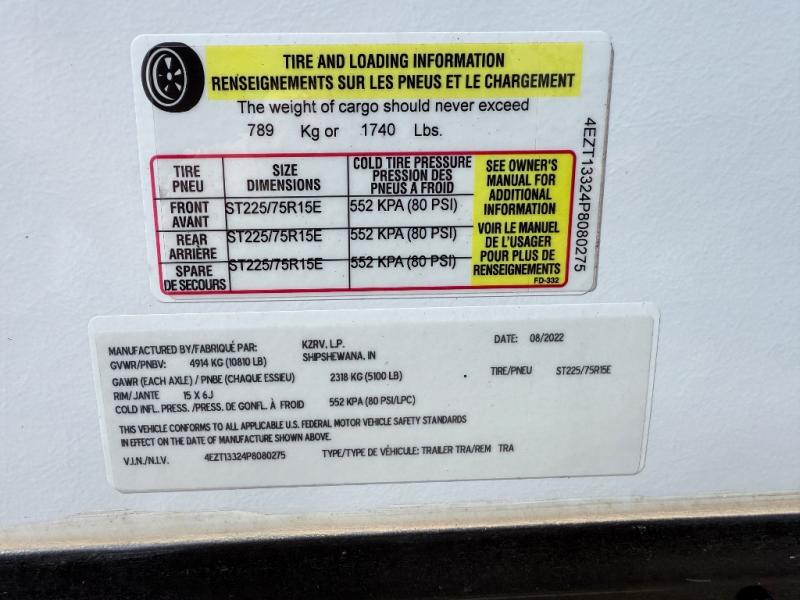 TIRE AND LOADING INFORMATION
RENSEIGNEMENTS SUR LES PNEUS ET LE CHARGEMENT
The weight of cargo should never exceed
789 Kg or 1740 Lbs.
TIRE PNEU
SIZE DIMENSIONS
COLD TIRE PRESSURE
PRESSION DES
PNEUS A FROID
FRONT AVANT
ST225/75R15E
552 KPA (80 PSI)
REAR ARRIÈRE
ST225/75R15E
552 KPA (80 PSI)
SPARE DE SECOURS
ST225/75R15E
552 KPA (80 PSI)
SEE OWNER'S
MANUAL FOR
ADDITIONAL
INFORMATION
VOIR LE MANUEL
DE L'USAGER
POUR PLUS DE
RENSEIGNEMENTS
FD-332
4EZT13324P8080275
MANUFACTURED BY/FABRIQUÉ PAR: KZRV, L.P. DATE: 08/2022
SHIPSHEWANA, IN
GVWR/PNBV: 4914 KG (10810 LB)
GAWR (EACH AXLE) / PNBE (CHAQUE ESSIEU) 2318 KG (5100 LB) TIRE/PNEU ST225/75R15E
RIM/JANTE 15 X 6J
COLD INFL. PRESS. /PRESS. DE GONFL. À FROID 552 KPA (80 PSI/LPC)
THIS VEHICLE CONFORMS TO ALL APPLICABLE U.S. FEDERAL MOTOR VEHICLE SAFETY STANDARDS
IN EFFECT ON THE DATE OF MANUFACTURE SHOWN ABOVE.
V.I.N./N.I.V. 4EZT13324P8080275 TYPE/TYPE DE VÉHICULE: TRAILER TRA/REM TRA